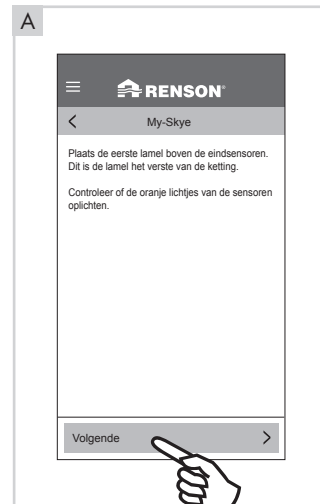 A
RENSON®
My-Skye
Plaats de eerste lamel boven de eindsensoren.
Dit is de lamel het verste van de ketting.
Controleer of de oranje lichtjes van de sensoren
oplichten.
Volgende